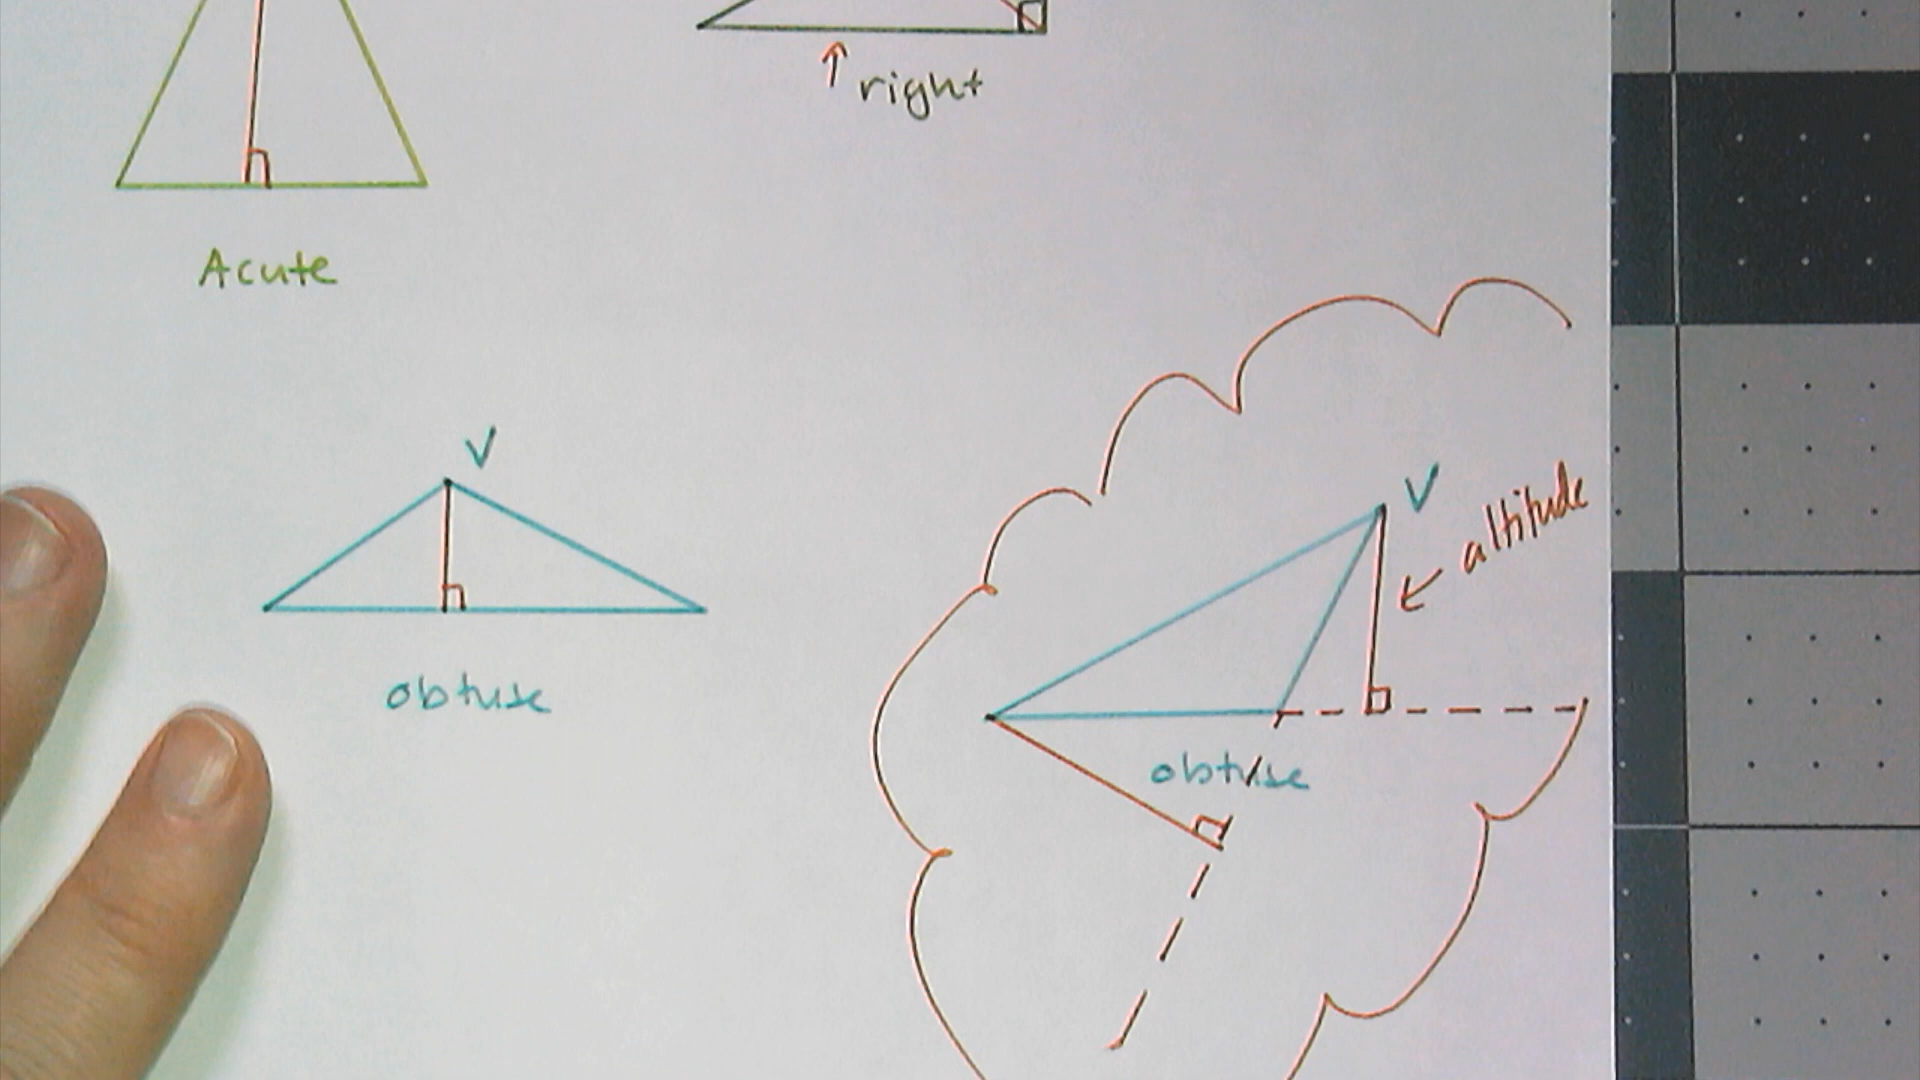 right
Acute
V
obtuse
V
altitude
obtuse